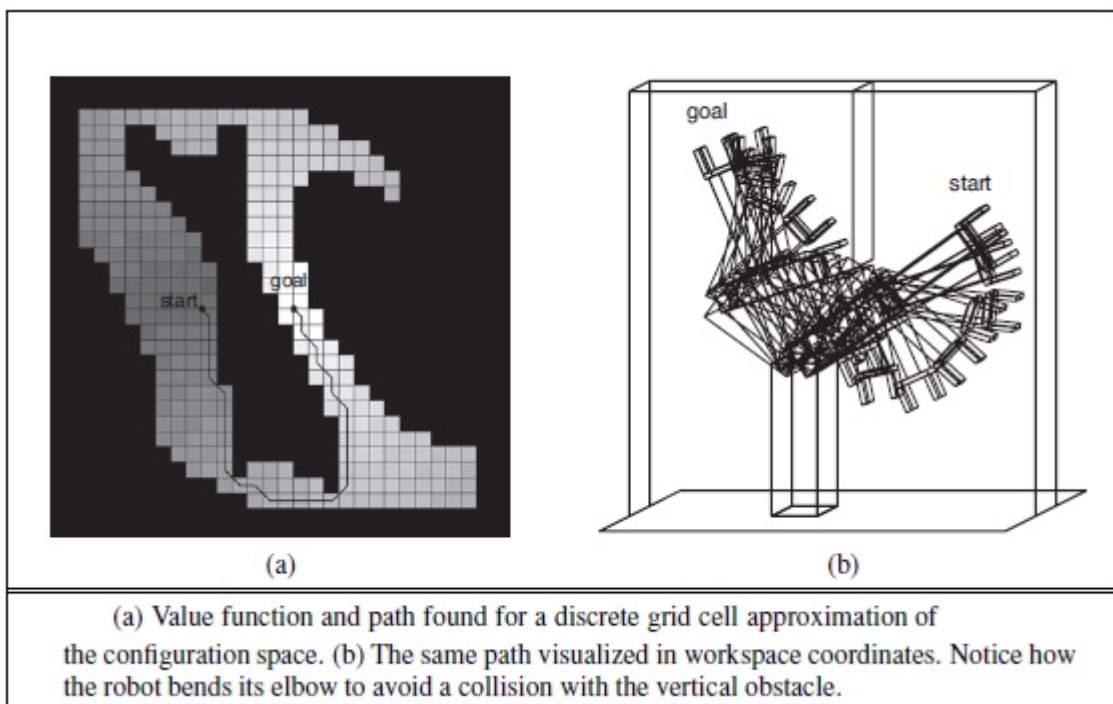 goal
start
goal
start
(a)
(b)
(a) Value function and path found for a discrete grid cell approximation of
the configuration space. (b) The same path visualized in workspace coordinates. Notice how
the robot bends its elbow to avoid a collision with the vertical obstacle.